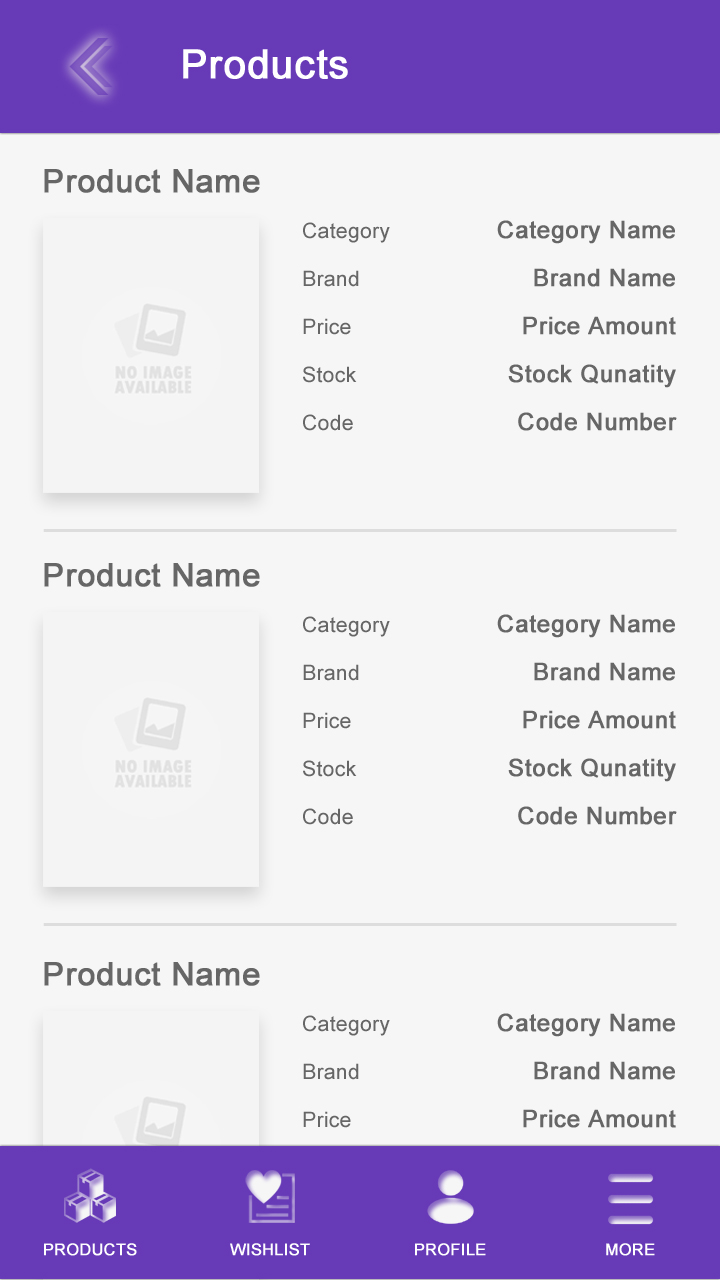 Products
Product Name
Category Category Name
Brand Brand Name
Price Price Amount
Stock Stock Qunatity
Code Code Number
NO IMAGE
AVAILABLE
Product Name
Category Category Name
Brand Brand Name
Price Price Amount
Stock Stock Qunatity
Code Code Number
NO IMAGE
AVAILABLE
Product Name
Category Category Name
Brand Brand Name
Price Price Amount
PRODUCTS WISHLIST PROFILE MORE